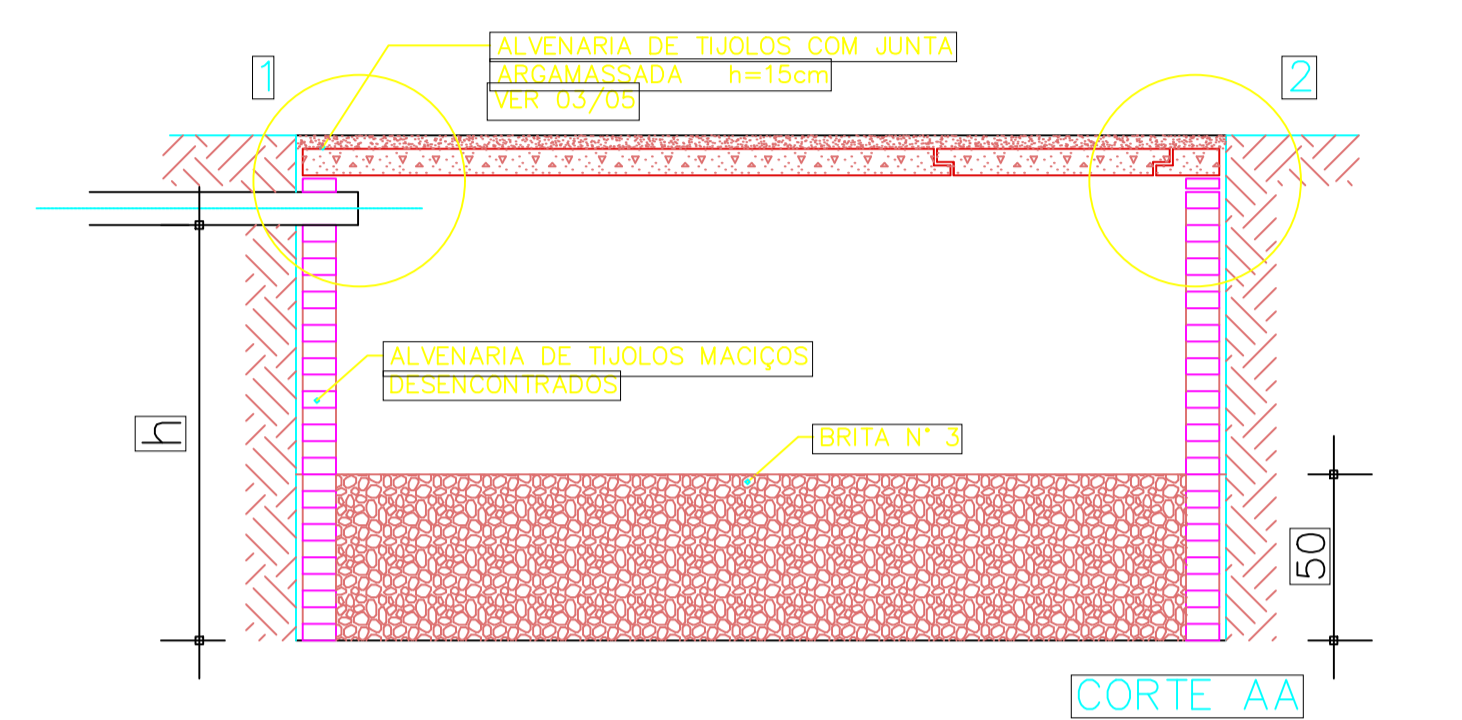 ALVENARIA DE TIJOLOS COM JUNTA
ARGAMASSADA h=15cm
VER 03/05
1
2
ALVENARIA DE TIJOLOS MACIÇOS
DESENCONTRADOS
h
BRITA N° 3
50
CORTE AA